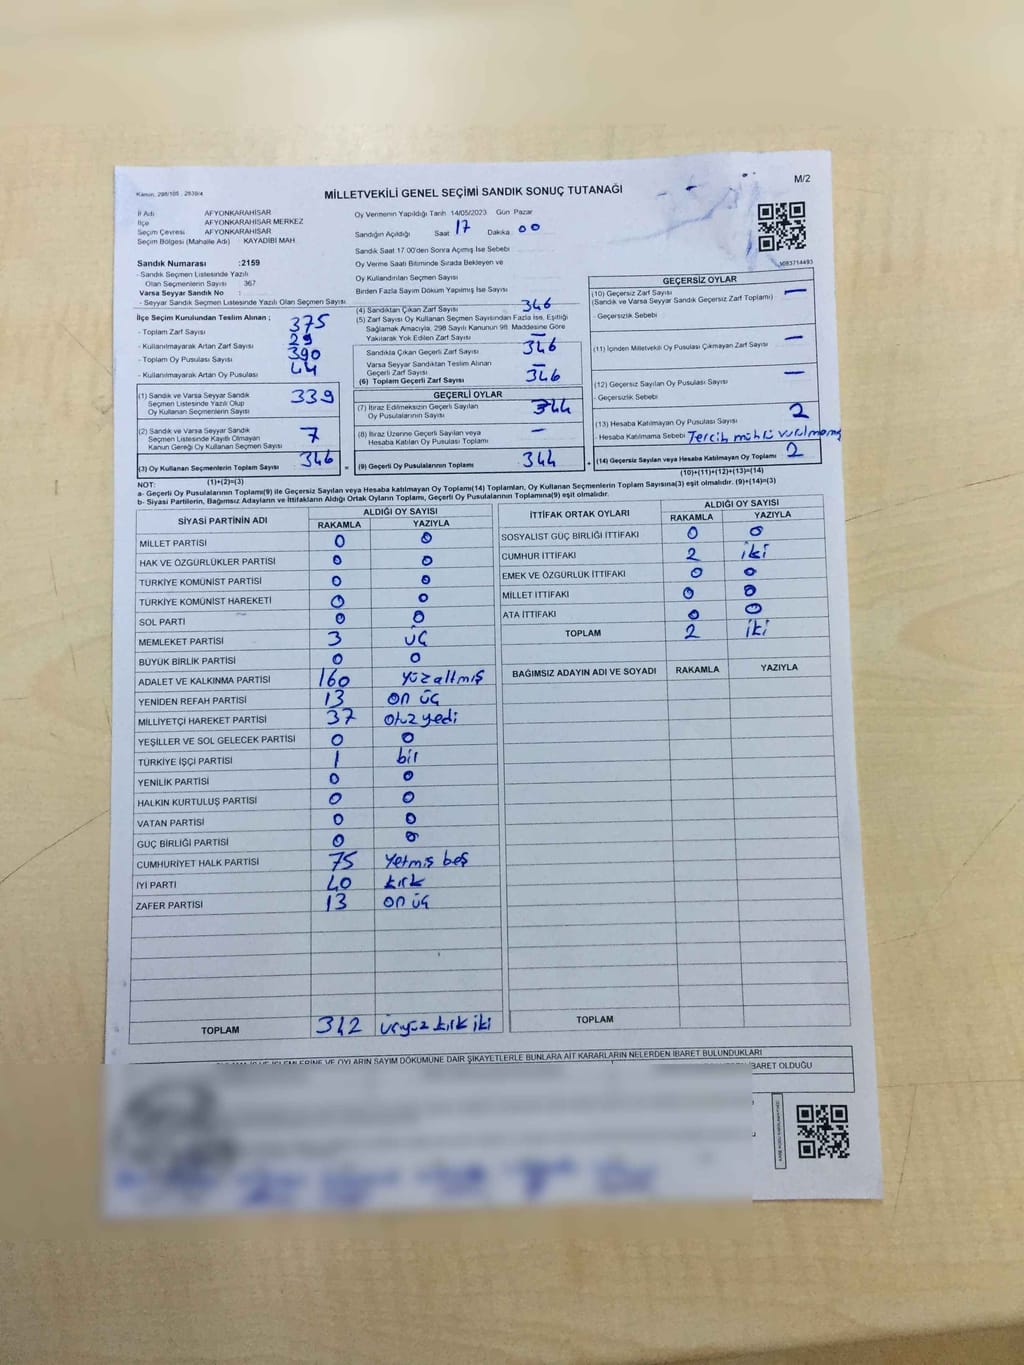 Kanun, 298/105 2839/4
M/2
MİLLETVEKİLİ GENEL SEÇİMİ SANDIK SONUÇ TUTANAĞI
İl Adı AFYONKARAHİSAR
İlçe AFYONKARAHİSAR MERKEZ
Seçim Çevresi AFYONKARAHİSAR
Seçim Bölgesi (Mahalle Adı) KAYADİBİ MAH.
Sandık Numarası :2159
- Sandık Seçmen Listesinde Yazılı
Olan Seçmenlerin Sayısı : 367
Varsa Seyyar Sandık No :
- Seyyar Sandık Seçmen Listesinde Yazılı Olan Seçmen Sayısı
Oy Vermenin Yapıldığı Tarih 14/05/2023 Gün Pazar
Sandığın Açıldığı Saat 17 Dakika 00
Sandık Saat 17.00'den Sonra Açımış İse Sebebi
Oy Verme Saati Bitiminde Sırada Bekleyen ve
Oy Kullandırılan Seçmen Sayısı
Birden Fazla Sayım Döküm Yapılmış İse Sayısı
İlçe Seçim Kurulundan Teslim Alınan ;
- Toplam Zarf Sayısı 375
- Kullanılmayarak Artan Zarf Sayısı 29
- Toplam Oy Pusulası Sayısı 390
- Kullanılmayarak Artan Oy Pusulası 44
(1) Sandık ve Varsa Seyyar Sandık
Seçmen Listesinde Yazılı Olup
Oy Kullanan Seçmenlerin Sayısı 339
(2) Sandık ve Varsa Seyyar Sandık
Seçmen Listesinde Kayıtlı Olmayan
Kanun Gereği Oy Kullanan Seçmen Sayısı 7
(3) Oy Kullanan Seçmenlerin Toplam Sayısı 346
(1)+(2)=(3)
(4) Sandıktan Çıkan Zarf Sayısı 346
(5) Zarf Sayısı Oy Kullanan Seçmen Sayısından Fazla İse, Eşitliği
Sağlamak Amacıyla, 298 Sayılı Kanunun 98. Maddesine Göre
Yakılarak Yok Edilen Zarf Sayısı —
Sandıkta Çıkan Geçerli Zarf Sayısı 346
Varsa Seyyar Sandıktan Teslim Alınan
Geçerli Zarf Sayısı —
(6) Toplam Geçerli Zarf Sayısı 346
GEÇERLİ OYLAR
(7) İtiraz Edilmeksizin Geçerli Sayılan
Oy Pusulalarının Sayısı 344
(8) İtiraz Üzerine Geçerli Sayılan veya
Hesaba Katılan Oy Pusulası Toplamı —
= (9) Geçerli Oy Pusulalarının Toplamı 344 +
GEÇERSİZ OYLAR
(10) Geçersiz Zarf Sayısı —
(Sandık ve Varsa Seyyar Sandık Geçersiz Zarf Toplamı)
- Geçersizlik Sebebi
(11) İçinden Milletvekili Oy Pusulası Çıkmayan Zarf Sayısı —
(12) Geçersiz Sayılan Oy Pusulası Sayısı —
- Geçersizlik Sebebi
(13) Hesaba Katılmayan Oy Pusulası Sayısı 2
- Hesaba Katılmama Sebebi Tercih mührü vurulmamış
(14) Geçersiz Sayılan veya Hesaba Katılmayan Oy Toplamı 2
(10)+(11)+(12)+(13)=(14)
NOT:
a- Geçerli Oy Pusulalarının Toplamı(9) ile Geçersiz Sayılan veya Hesaba katılmayan Oy Toplamı(14) Toplamları, Oy Kullanan Seçmenlerin Toplam Sayısına(3) eşit olmalıdır. (9)+(14)=(3)
b- Siyasi Partilerin, Bağımsız Adayların ve İttifakların Aldığı Ortak Oyların Toplamı, Geçerli Oy Pusulalarının Toplamına(9) eşit olmalıdır.
SİYASİ PARTİNİN ADI ALDIĞI OY SAYISI
RAKAMLA YAZIYLA
MİLLET PARTİSİ 0 0
HAK VE ÖZGÜRLÜKLER PARTİSİ 0 0
TÜRKİYE KOMÜNİST PARTİSİ 0 0
TÜRKİYE KOMÜNİST HAREKETİ 0 0
SOL PARTİ 0 0
MEMLEKET PARTİSİ 3 üç
BÜYÜK BİRLİK PARTİSİ 0 0
ADALET VE KALKINMA PARTİSİ 160 yüzaltmış
YENİDEN REFAH PARTİSİ 13 on üç
MİLLİYETÇİ HAREKET PARTİSİ 37 otuz yedi
YEŞİLLER VE SOL GELECEK PARTİSİ 0 0
TÜRKİYE İŞÇİ PARTİSİ 1 bir
YENİLİK PARTİSİ 0 0
HALKIN KURTULUŞ PARTİSİ 0 0
VATAN PARTİSİ 0 0
GÜÇ BİRLİĞİ PARTİSİ 0 0
CUMHURİYET HALK PARTİSİ 75 Yetmiş beş
İYİ PARTİ 40 kırk
ZAFER PARTİSİ 13 on üç
TOPLAM 342 üçyüz kırk iki
İTTİFAK ORTAK OYLARI ALDIĞI OY SAYISI
RAKAMLA YAZIYLA
SOSYALİST GÜÇ BİRLİĞİ İTTİFAKI 0 0
CUMHUR İTTİFAKI 2 iki
EMEK VE ÖZGÜRLÜK İTTİFAKI 0 0
MİLLET İTTİFAKI 0 0
ATA İTTİFAKI 0 0
TOPLAM 2 iki
BAĞIMSIZ ADAYIN ADI VE SOYADI RAKAMLA YAZIYLA
TOPLAM
İŞLEMLERİNE VE OYLARIN SAYIM DÖKÜMÜNE DAİR ŞİKAYETLERLE BUNLARA AİT KARARLARIN NELERDEN İBARET BULUNDUKLARI
İBARET OLDUĞU